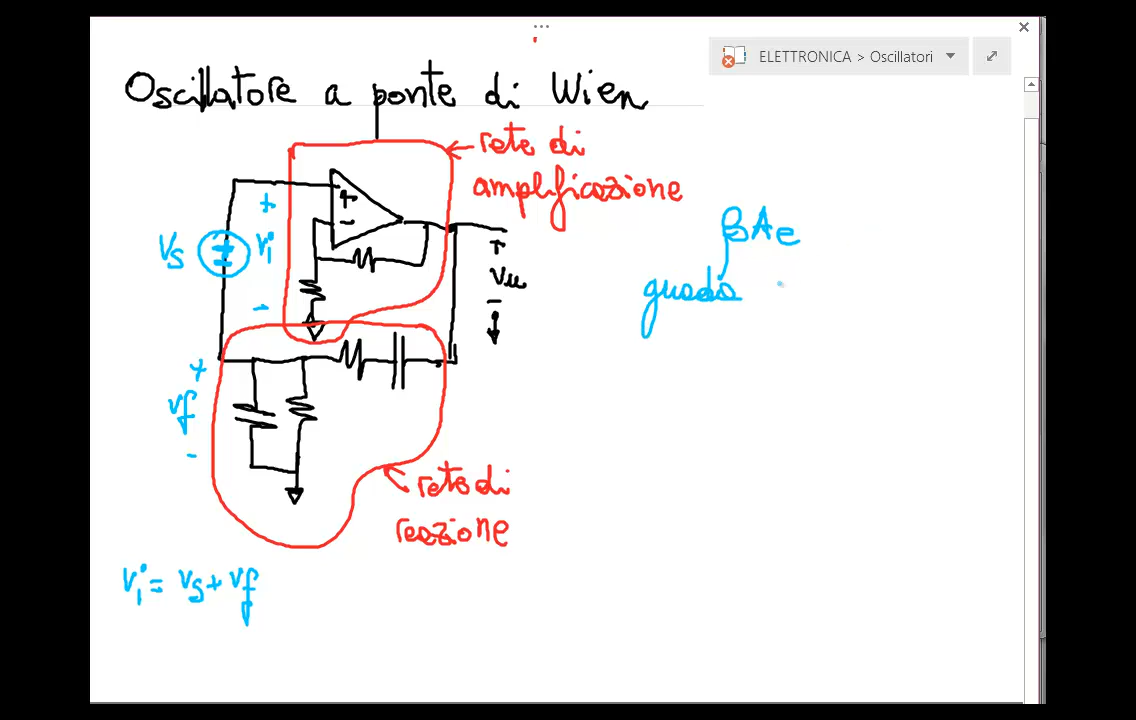 ELETTRONICA > Oscillatori
Oscillatore a ponte di Wien
rete di
amplificazione
+
-
+
Vs
vi
-
+
vu
-
βAe
+
vf
-
rete di
reazione
vi = vs + vf